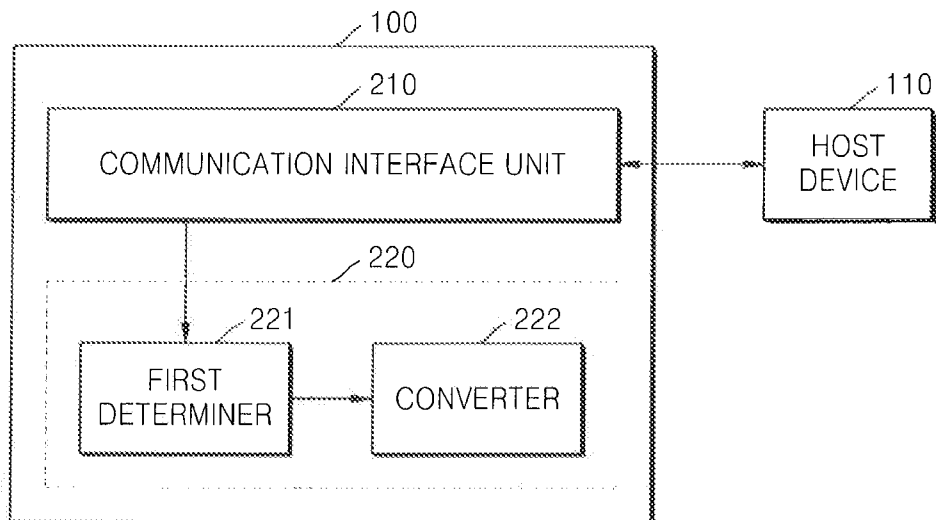 100
210
110
COMMUNICATION INTERFACE UNIT
HOST
DEVICE
220
221
222
FIRST
DETERMINER
CONVERTER